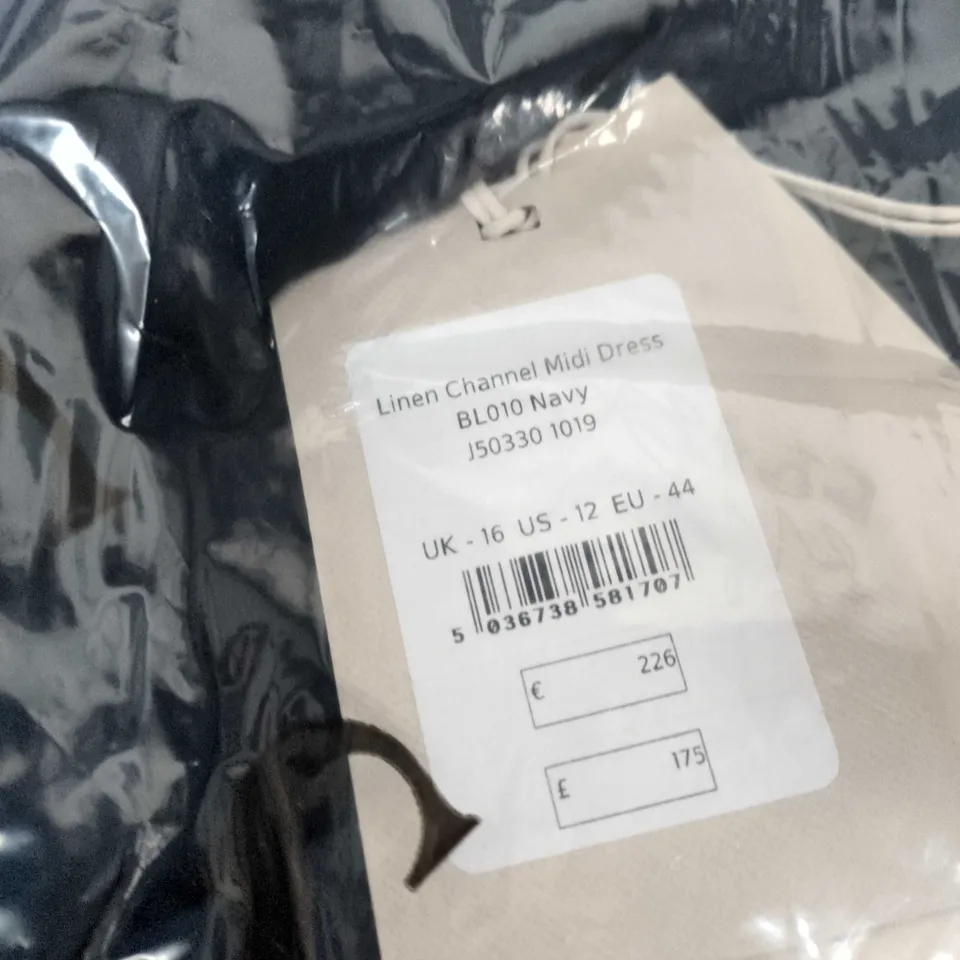 Linen Channel Midi Dress
BL010 Navy
J50330 1019
UK - 16 US - 12 EU - 44
5 036738 581707
€ 226
£ 175